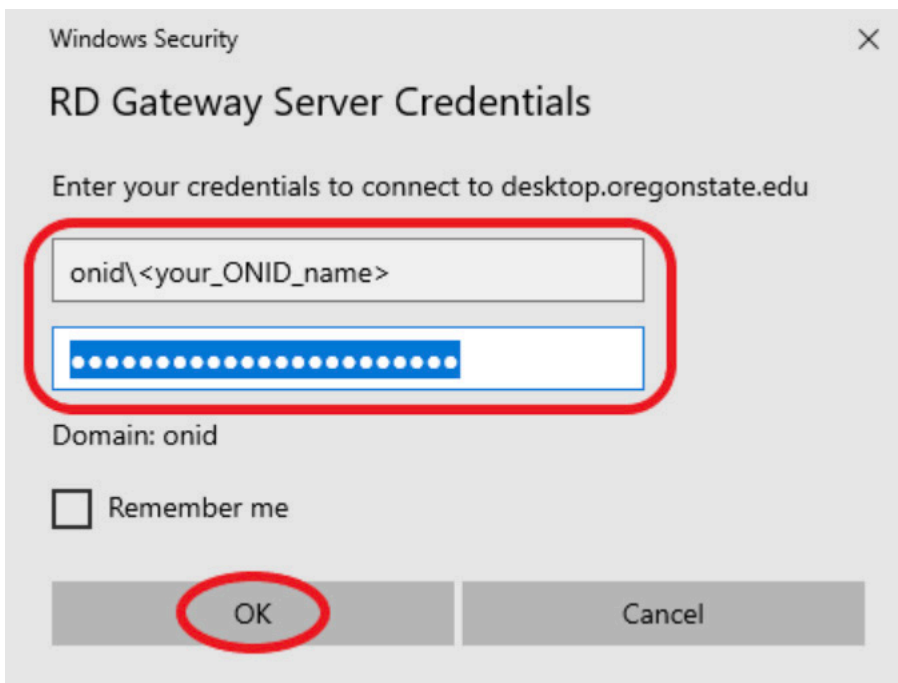 Windows Security
RD Gateway Server Credentials
Enter your credentials to connect to desktop.oregonstate.edu
onid\<your_ONID_name>
●●●●●●●●●●●●●●●●●●●●●●●
Domain: onid
Remember me
OK
Cancel